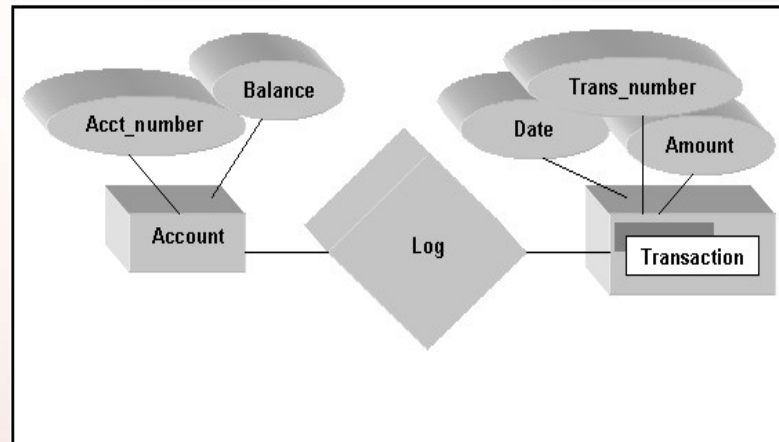 Acct_number
Balance
Trans_number
Date
Amount
Account
Log
Transaction